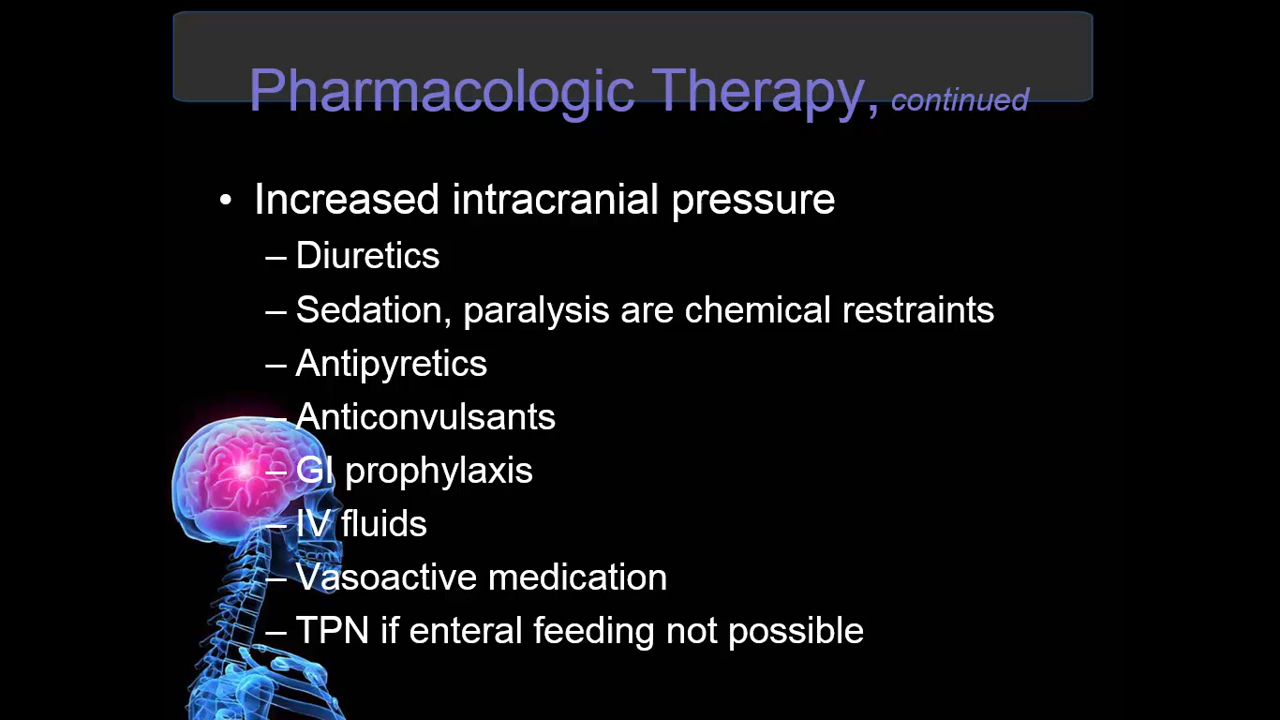 Pharmacologic Therapy, continued
• Increased intracranial pressure
– Diuretics
– Sedation, paralysis are chemical restraints
– Antipyretics
– Anticonvulsants
– GI prophylaxis
– IV fluids
– Vasoactive medication
– TPN if enteral feeding not possible